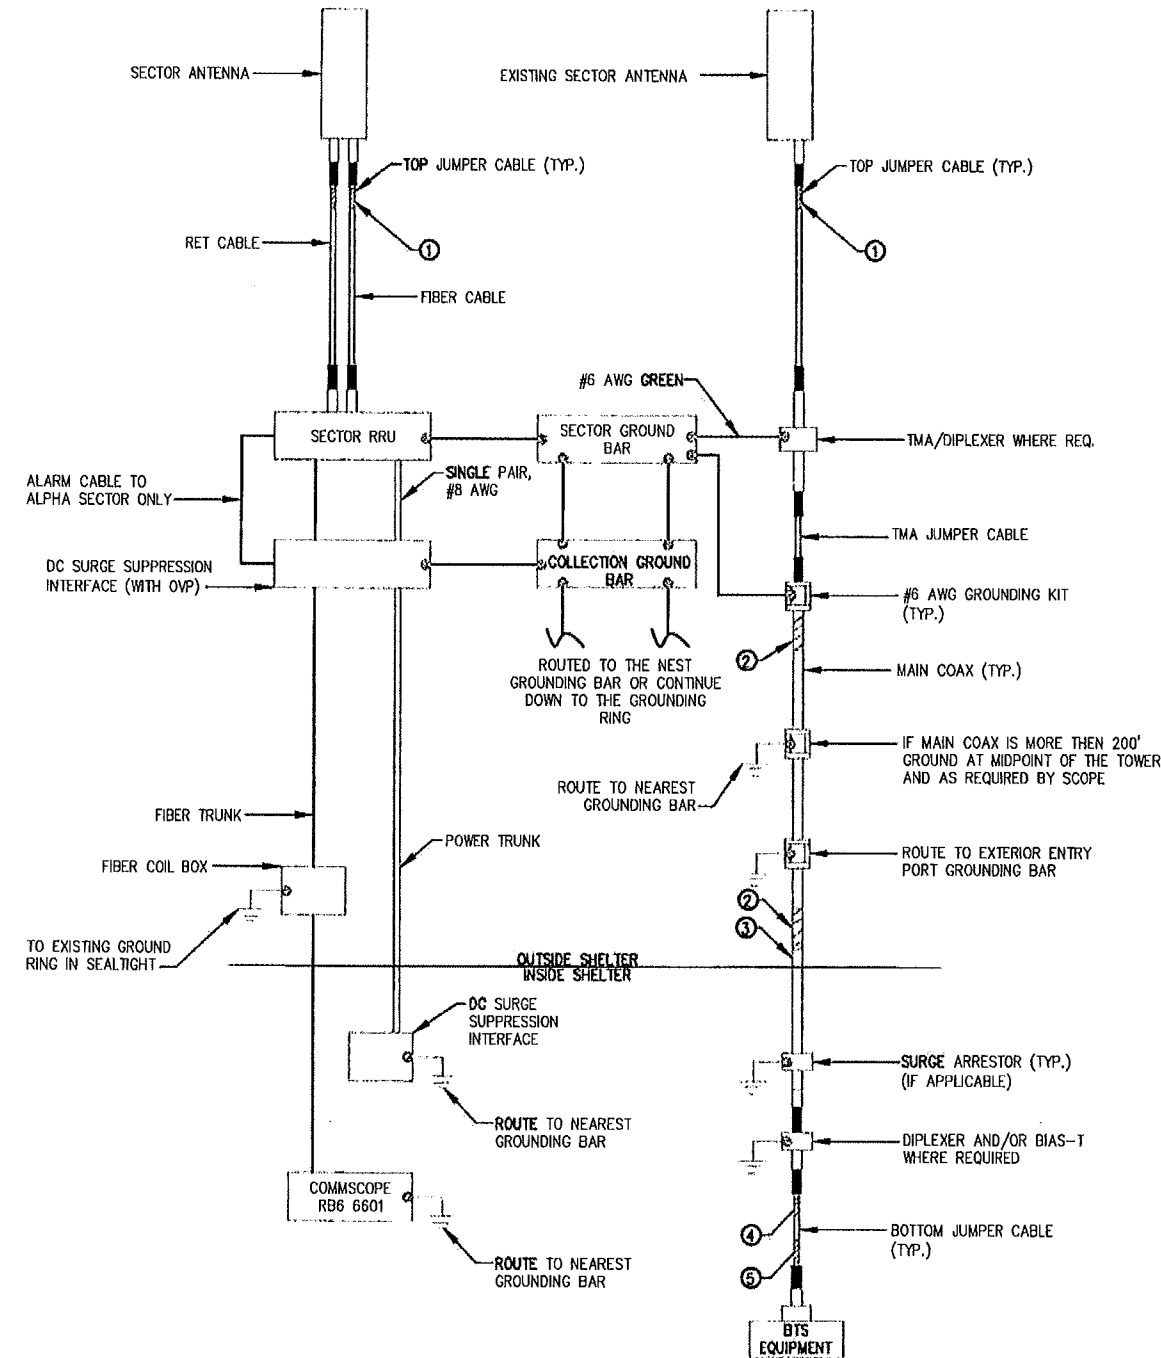 SECTOR ANTENNA
EXISTING SECTOR ANTENNA
TOP JUMPER CABLE (TYP.)
TOP JUMPER CABLE (TYP.)
RET CABLE
1
1
FIBER CABLE
#6 AWG GREEN
SECTOR RRU
SECTOR GROUND
BAR
TMA/DIPLEXER WHERE REQ.
ALARM CABLE TO
ALPHA SECTOR ONLY
SINGLE PAIR,
#8 AWG
TMA JUMPER CABLE
DC SURGE SUPPRESSION
INTERFACE (WITH OVP)
COLLECTION GROUND
BAR
#6 AWG GROUNDING KIT
(TYP.)
2
ROUTED TO THE NEST
GROUNDING BAR OR CONTINUE
DOWN TO THE GROUNDING
RING
MAIN COAX (TYP.)
IF MAIN COAX IS MORE THEN 200'
GROUND AT MIDPOINT OF THE TOWER
AND AS REQUIRED BY SCOPE
ROUTE TO NEAREST
GROUNDING BAR
FIBER TRUNK
POWER TRUNK
FIBER COIL BOX
ROUTE TO EXTERIOR ENTRY
PORT GROUNDING BAR
2
3
TO EXISTING GROUND
RING IN SEALTIGHT
OUTSIDE SHELTER
INSIDE SHELTER
DC SURGE
SUPPRESSION
INTERFACE
SURGE ARRESTOR (TYP.)
(IF APPLICABLE)
ROUTE TO NEAREST
GROUNDING BAR
DIPLEXER AND/OR BIAS-T
WHERE REQUIRED
COMMSCOPE
RB6 6601
4
BOTTOM JUMPER CABLE
(TYP.)
ROUTE TO NEAREST
GROUNDING BAR
5
BTS
EQUIPMENT